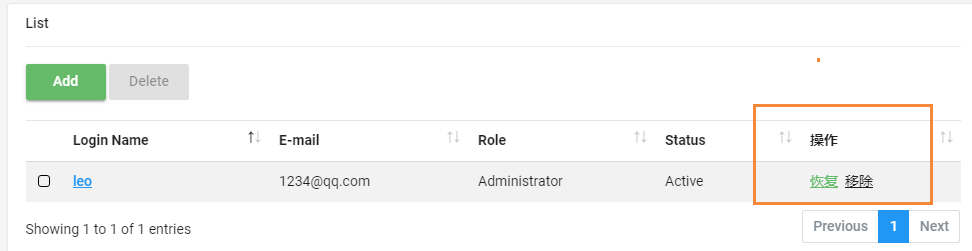 List
Add Delete
Login Name E-mail Role Status 操作
leo 1234@qq.com Administrator Active 恢复 移除
Showing 1 to 1 of 1 entries Previous 1 Next